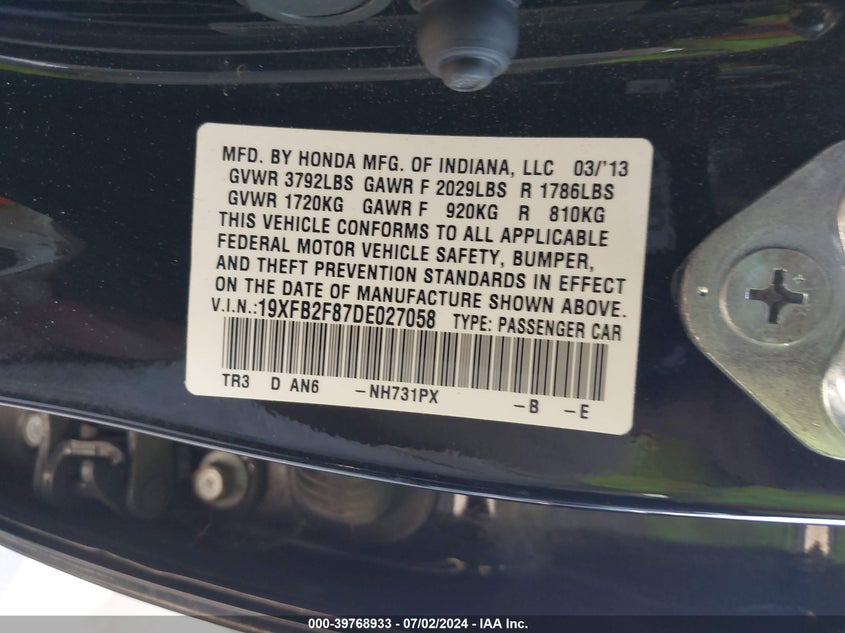 MFD. BY HONDA MFG. OF INDIANA, LLC 03/'13
GVWR 3792LBS GAWR F 2029LBS R 1786LBS
GVWR 1720KG GAWR F 920KG R 810KG
THIS VEHICLE CONFORMS TO ALL APPLICABLE
FEDERAL MOTOR VEHICLE SAFETY, BUMPER,
AND THEFT PREVENTION STANDARDS IN EFFECT
ON THE DATE OF MANUFACTURE SHOWN ABOVE.
V.I.N.:19XFB2F87DE027058 TYPE: PASSENGER CAR
TR3 D AN6 -NH731PX -B -E
000-39768933 - 07/02/2024 - IAA Inc.